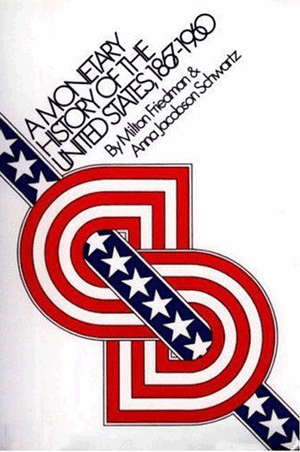 A MONETARY
HISTORY OF THE
UNITED STATES, 1867-1960
By Milton Friedman &
Anna Jacobson Schwartz